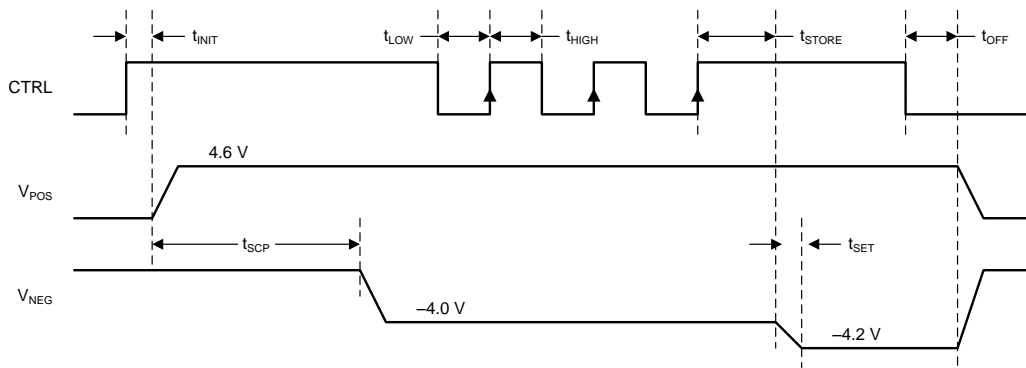 tINIT
tLOW
tHIGH
tSTORE
tOFF
CTRL
4.6 V
VPOS
tSCP
tSET
VNEG
–4.0 V
–4.2 V